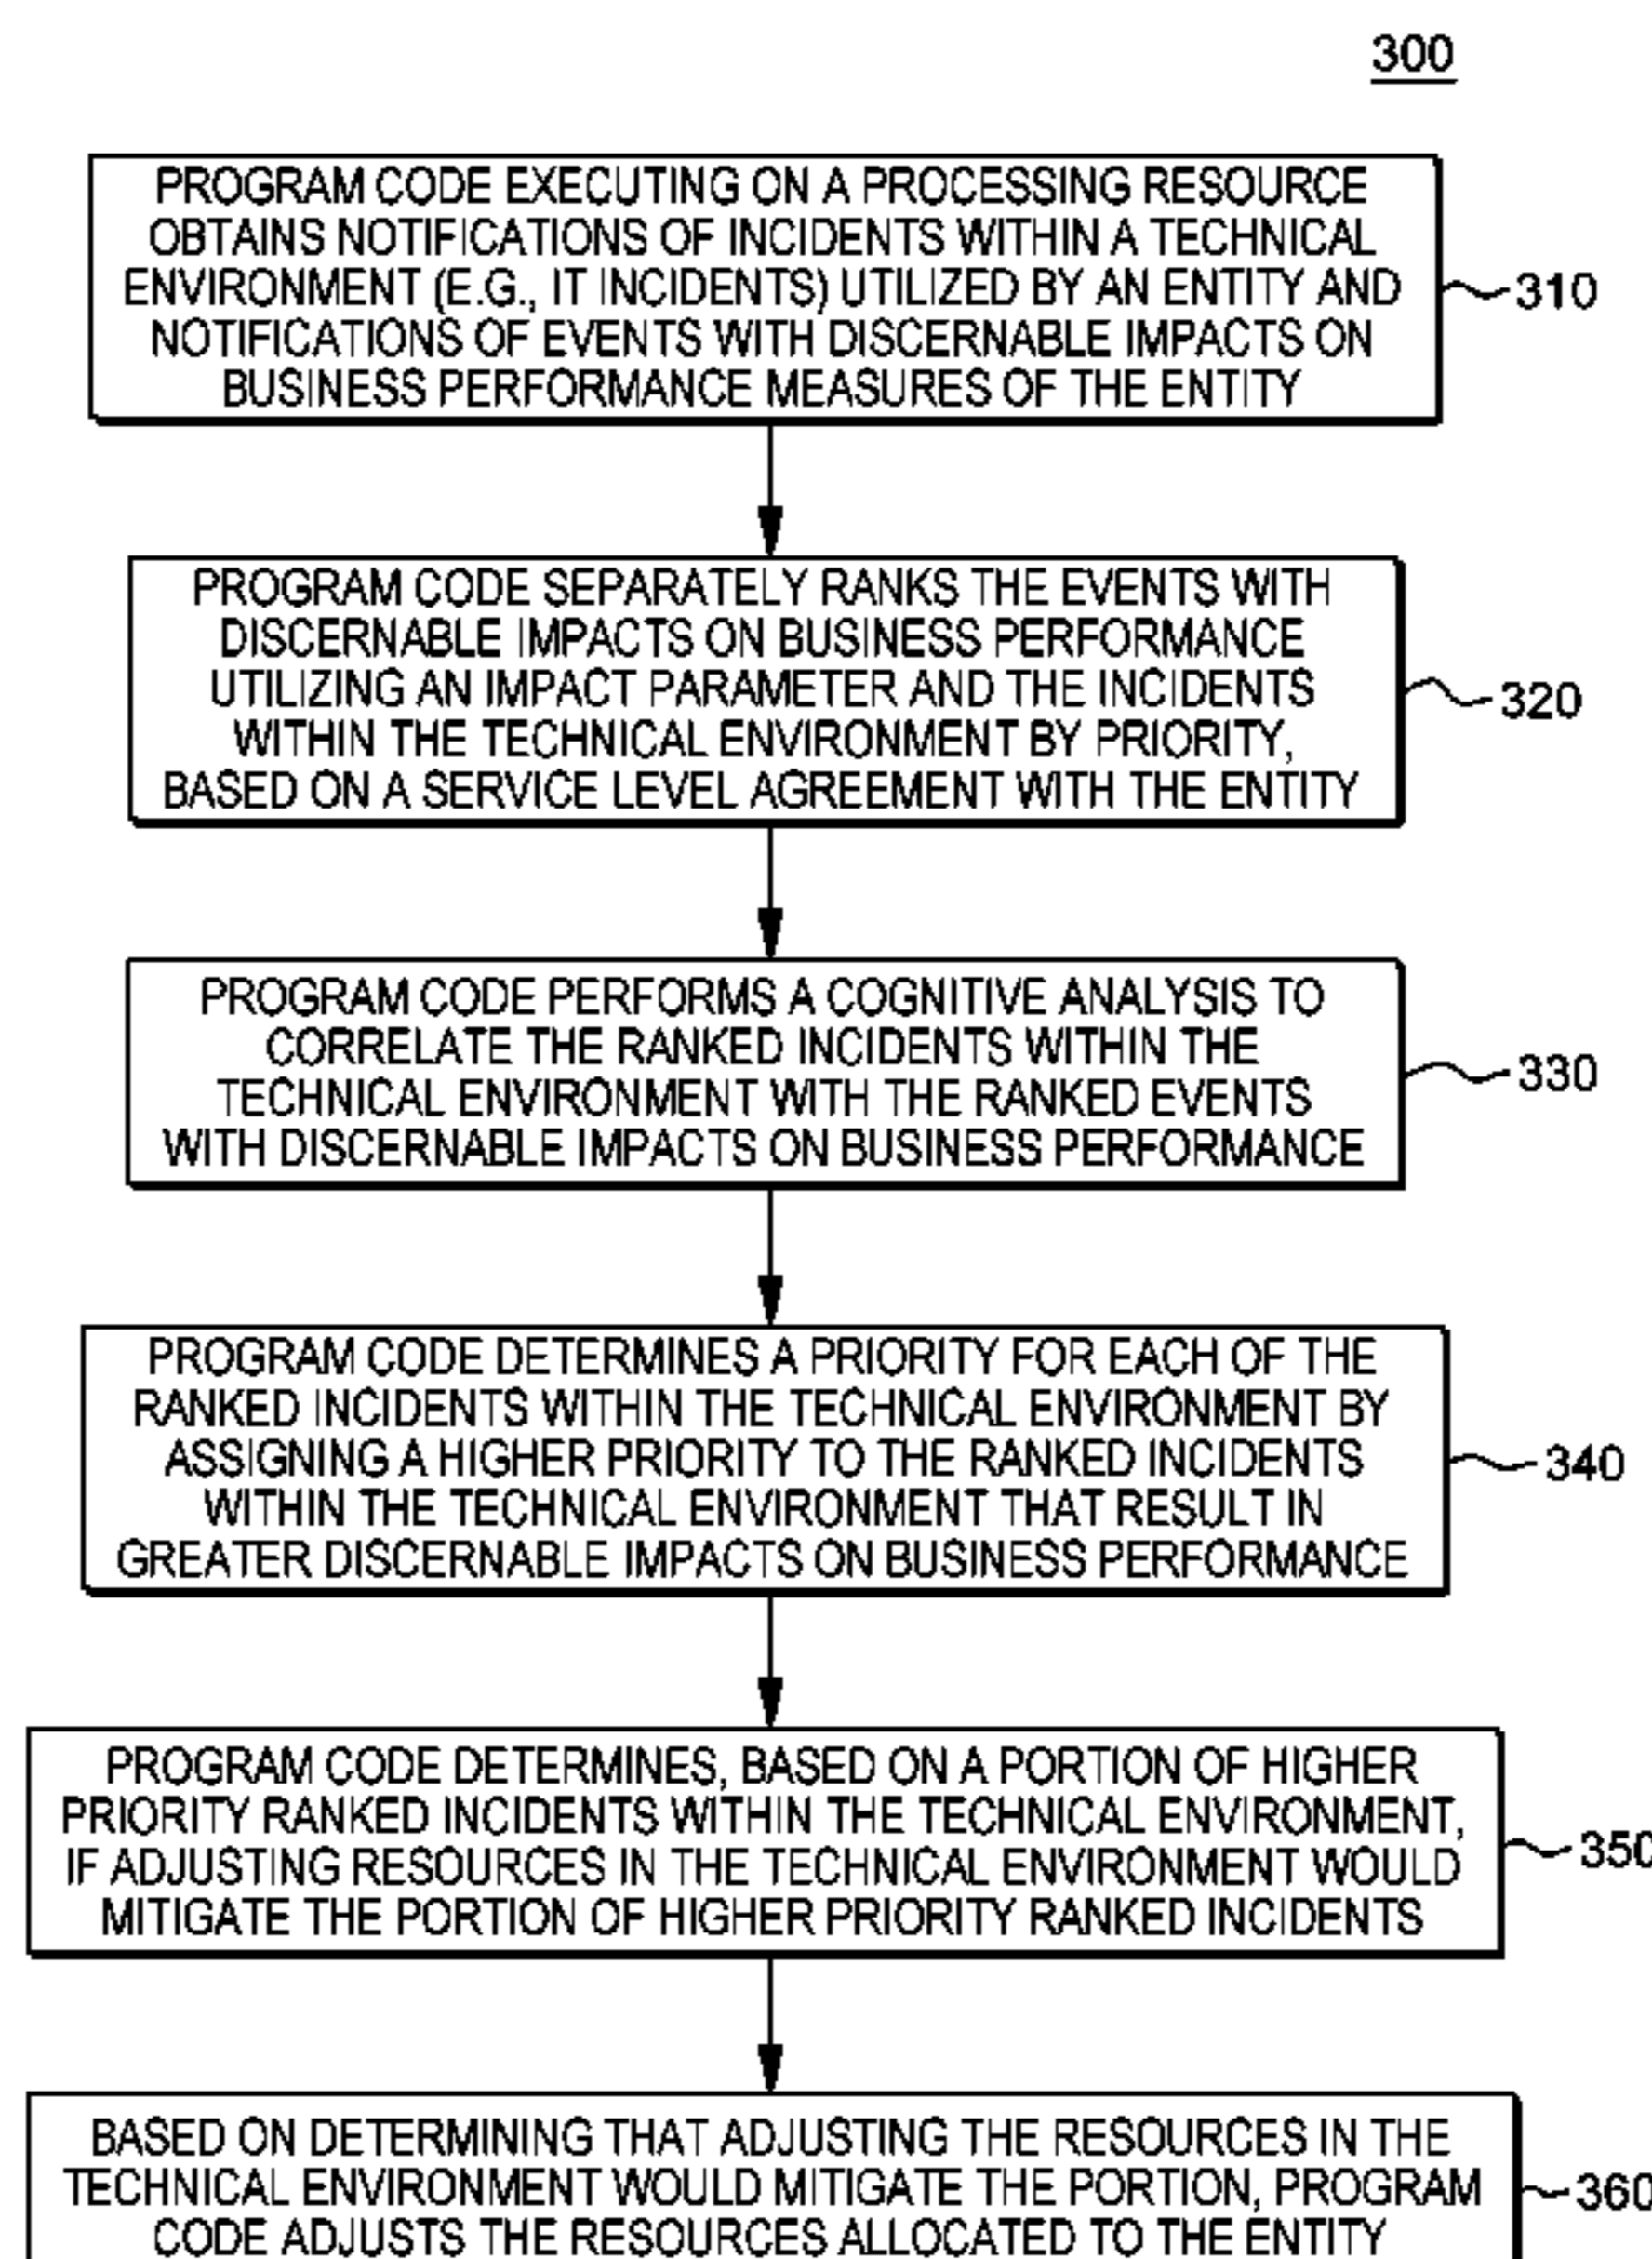 300
PROGRAM CODE EXECUTING ON A PROCESSING RESOURCE
OBTAINS NOTIFICATIONS OF INCIDENTS WITHIN A TECHNICAL
ENVIRONMENT (E.G., IT INCIDENTS) UTILIZED BY AN ENTITY AND
NOTIFICATIONS OF EVENTS WITH DISCERNABLE IMPACTS ON
BUSINESS PERFORMANCE MEASURES OF THE ENTITY
310
PROGRAM CODE SEPARATELY RANKS THE EVENTS WITH
DISCERNABLE IMPACTS ON BUSINESS PERFORMANCE
UTILIZING AN IMPACT PARAMETER AND THE INCIDENTS
WITHIN THE TECHNICAL ENVIRONMENT BY PRIORITY,
BASED ON A SERVICE LEVEL AGREEMENT WITH THE ENTITY
320
PROGRAM CODE PERFORMS A COGNITIVE ANALYSIS TO
CORRELATE THE RANKED INCIDENTS WITHIN THE
TECHNICAL ENVIRONMENT WITH THE RANKED EVENTS
WITH DISCERNABLE IMPACTS ON BUSINESS PERFORMANCE
330
PROGRAM CODE DETERMINES A PRIORITY FOR EACH OF THE
RANKED INCIDENTS WITHIN THE TECHNICAL ENVIRONMENT BY
ASSIGNING A HIGHER PRIORITY TO THE RANKED INCIDENTS
WITHIN THE TECHNICAL ENVIRONMENT THAT RESULT IN
GREATER DISCERNABLE IMPACTS ON BUSINESS PERFORMANCE
340
PROGRAM CODE DETERMINES, BASED ON A PORTION OF HIGHER
PRIORITY RANKED INCIDENTS WITHIN THE TECHNICAL ENVIRONMENT,
IF ADJUSTING RESOURCES IN THE TECHNICAL ENVIRONMENT WOULD
MITIGATE THE PORTION OF HIGHER PRIORITY RANKED INCIDENTS
350
BASED ON DETERMINING THAT ADJUSTING THE RESOURCES IN THE
TECHNICAL ENVIRONMENT WOULD MITIGATE THE PORTION, PROGRAM
CODE ADJUSTS THE RESOURCES ALLOCATED TO THE ENTITY
360